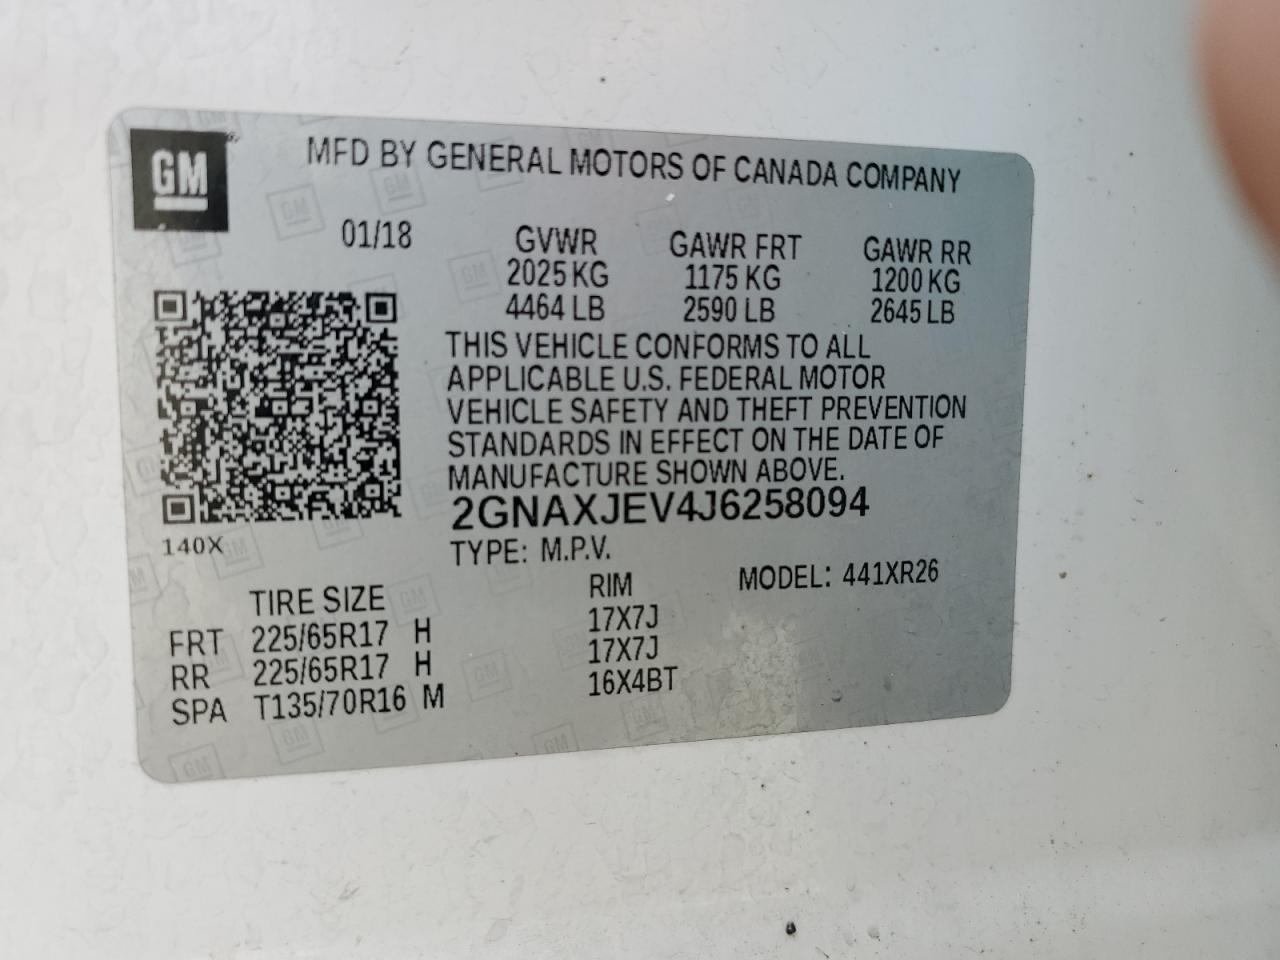 GM
MFD BY GENERAL MOTORS OF CANADA COMPANY
01/18
GVWR GAWR FRT GAWR RR
2025 KG 1175 KG 1200 KG
4464 LB 2590 LB 2645 LB
THIS VEHICLE CONFORMS TO ALL
APPLICABLE U.S. FEDERAL MOTOR
VEHICLE SAFETY AND THEFT PREVENTION
STANDARDS IN EFFECT ON THE DATE OF
MANUFACTURE SHOWN ABOVE.
2GNAXJEV4J6258094
140X
TYPE: M.P.V.
MODEL: 441XR26
TIRE SIZE RIM
FRT 225/65R17 H 17X7J
RR 225/65R17 H 17X7J
SPA T135/70R16 M 16X4BT